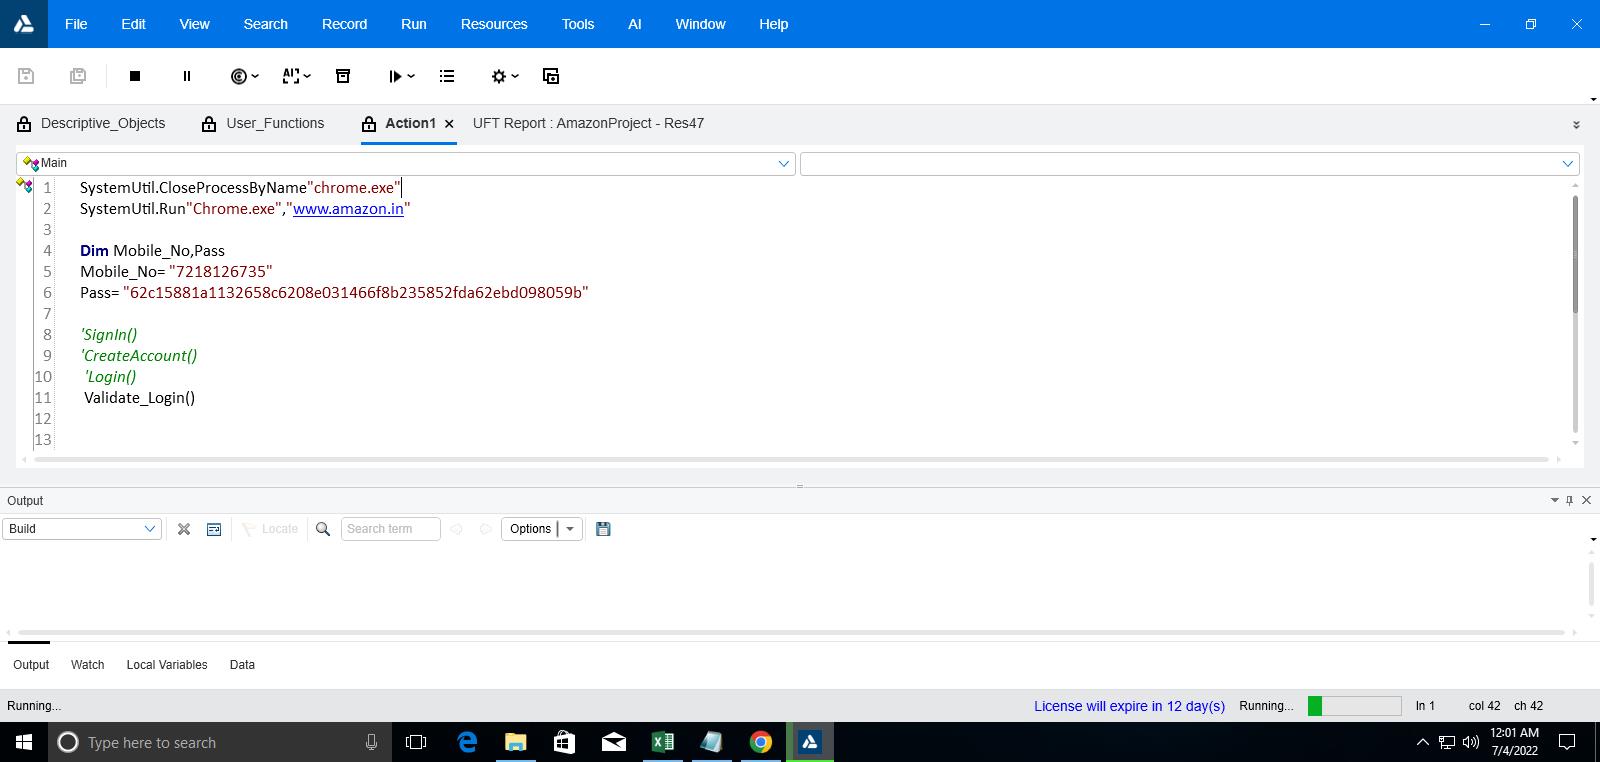 File Edit View Search Record Run Resources Tools AI Window Help
AI
Descriptive_Objects User_Functions Action1 × UFT Report : AmazonProject - Res47
Main
1 SystemUtil.CloseProcessByName"chrome.exe"
2 SystemUtil.Run"Chrome.exe","www.amazon.in"
3
4 Dim Mobile_No,Pass
5 Mobile_No= "7218126735"
6 Pass= "62c15881a1132658c6208e031466f8b235852fda62ebd098059b"
7
8 'SignIn()
9 'CreateAccount()
10 'Login()
11 Validate_Login()
12
13
Output
Build Locate Search term Options
Output Watch Local Variables Data
Running... License will expire in 12 day(s) Running... ln 1 col 42 ch 42
Type here to search 12:01 AM
7/4/2022